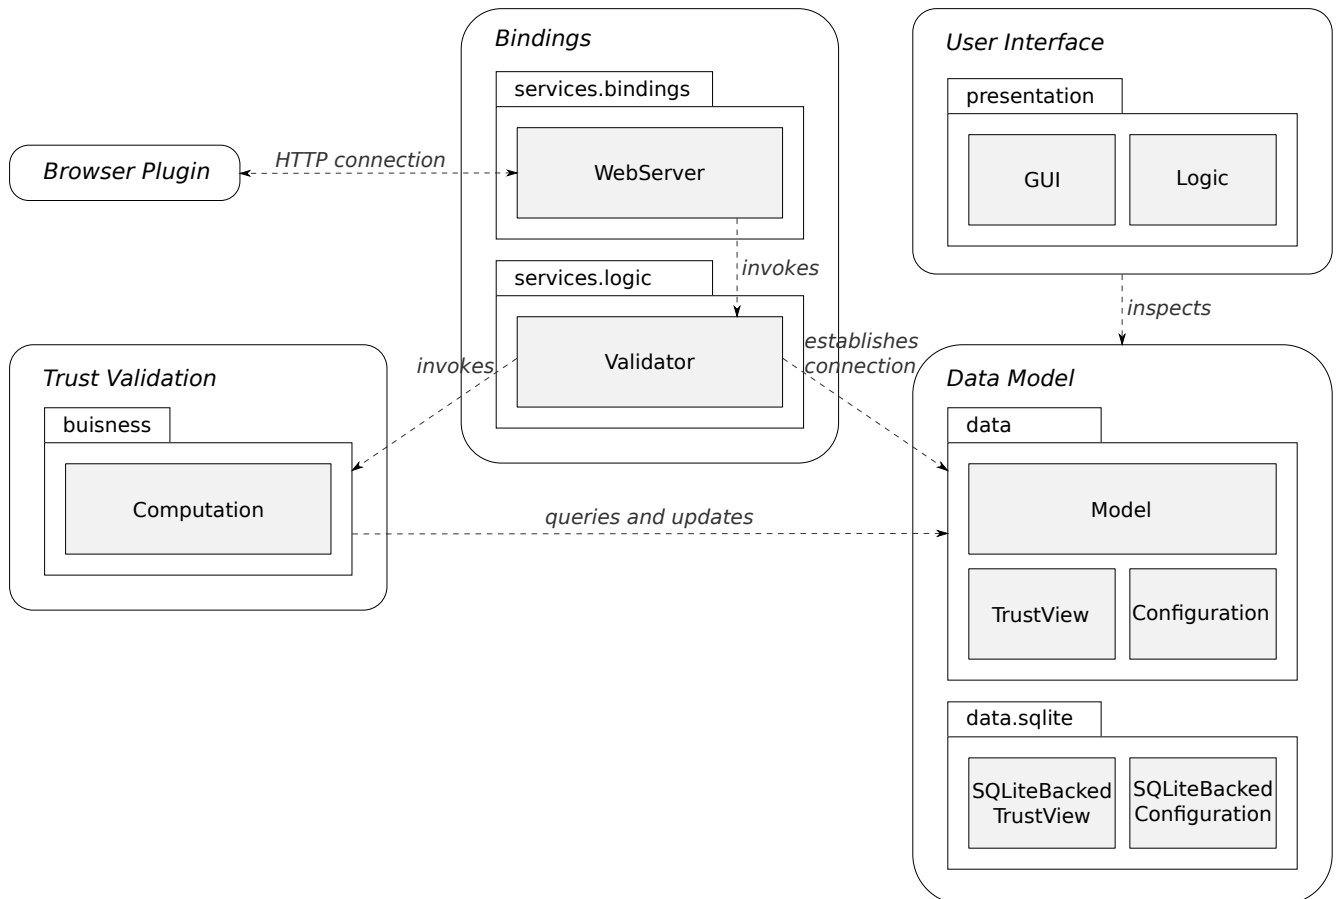 Bindings
services.bindings
WebServer
User Interface
presentation
GUI
Logic
Browser Plugin
HTTP connection
invokes
services.logic
Validator
inspects
establishes
connection
invokes
Trust Validation
buisness
Computation
queries and updates
Data Model
data
Model
TrustView
Configuration
data.sqlite
SQLiteBacked
TrustView
SQLiteBacked
Configuration